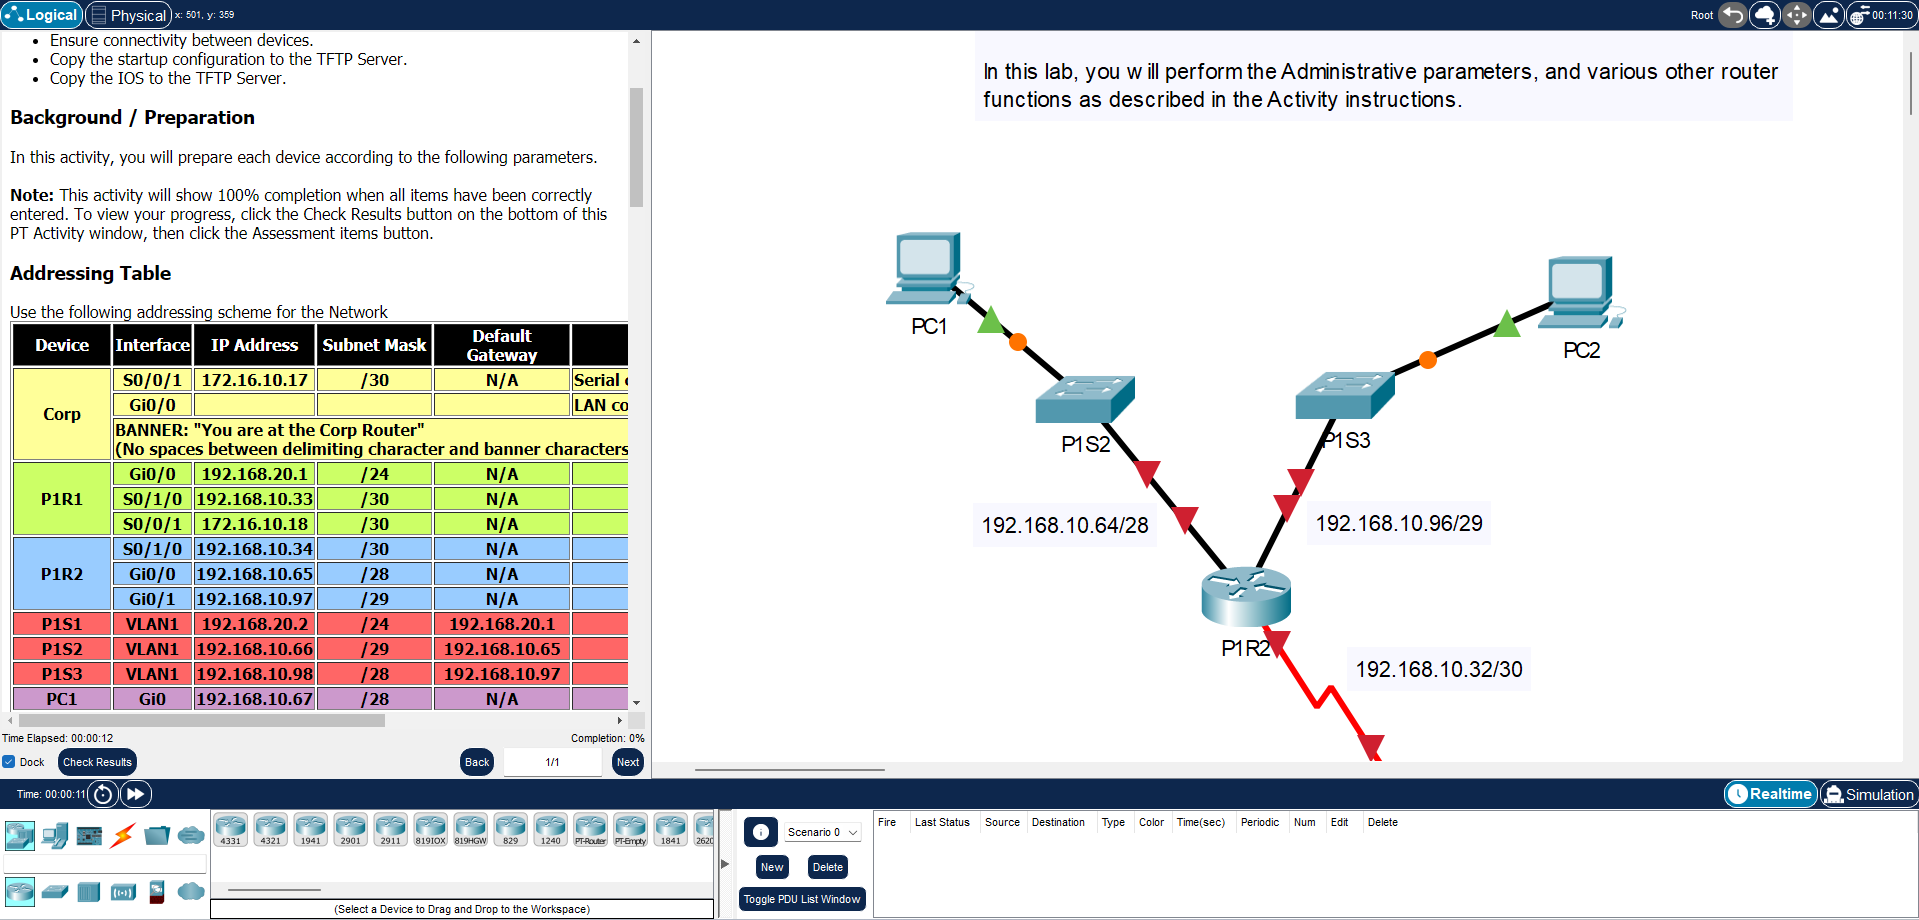 Logical Physical x: 501, y: 359 Root 00:11:30
• Ensure connectivity between devices.
• Copy the startup configuration to the TFTP Server.
• Copy the IOS to the TFTP Server.
Background / Preparation
In this activity, you will prepare each device according to the following parameters.
Note: This activity will show 100% completion when all items have been correctly
entered. To view your progress, click the Check Results button on the bottom of this
PT Activity window, then click the Assessment items button.
Addressing Table
Use the following addressing scheme for the Network
Device Interface IP Address Subnet Mask Default Gateway
Corp S0/0/1 172.16.10.17 /30 N/A Serial
Gi0/0 LAN co
BANNER: "You are at the Corp Router"
(No spaces between delimiting character and banner characters
P1R1 Gi0/0 192.168.20.1 /24 N/A
S0/1/0 192.168.10.33 /30 N/A
S0/0/1 172.16.10.18 /30 N/A
P1R2 S0/1/0 192.168.10.34 /30 N/A
Gi0/0 192.168.10.65 /28 N/A
Gi0/1 192.168.10.97 /29 N/A
P1S1 VLAN1 192.168.20.2 /24 192.168.20.1
P1S2 VLAN1 192.168.10.66 /29 192.168.10.65
P1S3 VLAN1 192.168.10.98 /28 192.168.10.97
PC1 Gi0 192.168.10.67 /28 N/A
Time Elapsed: 00:00:12 Completion: 0%
Dock Check Results Back 1/1 Next
In this lab, you w ill perform the Administrative parameters, and various other router
functions as described in the Activity instructions.
PC1
PC2
P1S2
P1S3
192.168.10.64/28
192.168.10.96/29
P1R2
192.168.10.32/30
Time: 00:00:11 Realtime Simulation
4331 4321 1941 2901 2911 819IOX 819HGW 829 1240 PT-Router PT-Empty 1841 2620
(Select a Device to Drag and Drop to the Workspace)
Scenario 0
New Delete
Toggle PDU List Window
Fire Last Status Source Destination Type Color Time(sec) Periodic Num Edit Delete